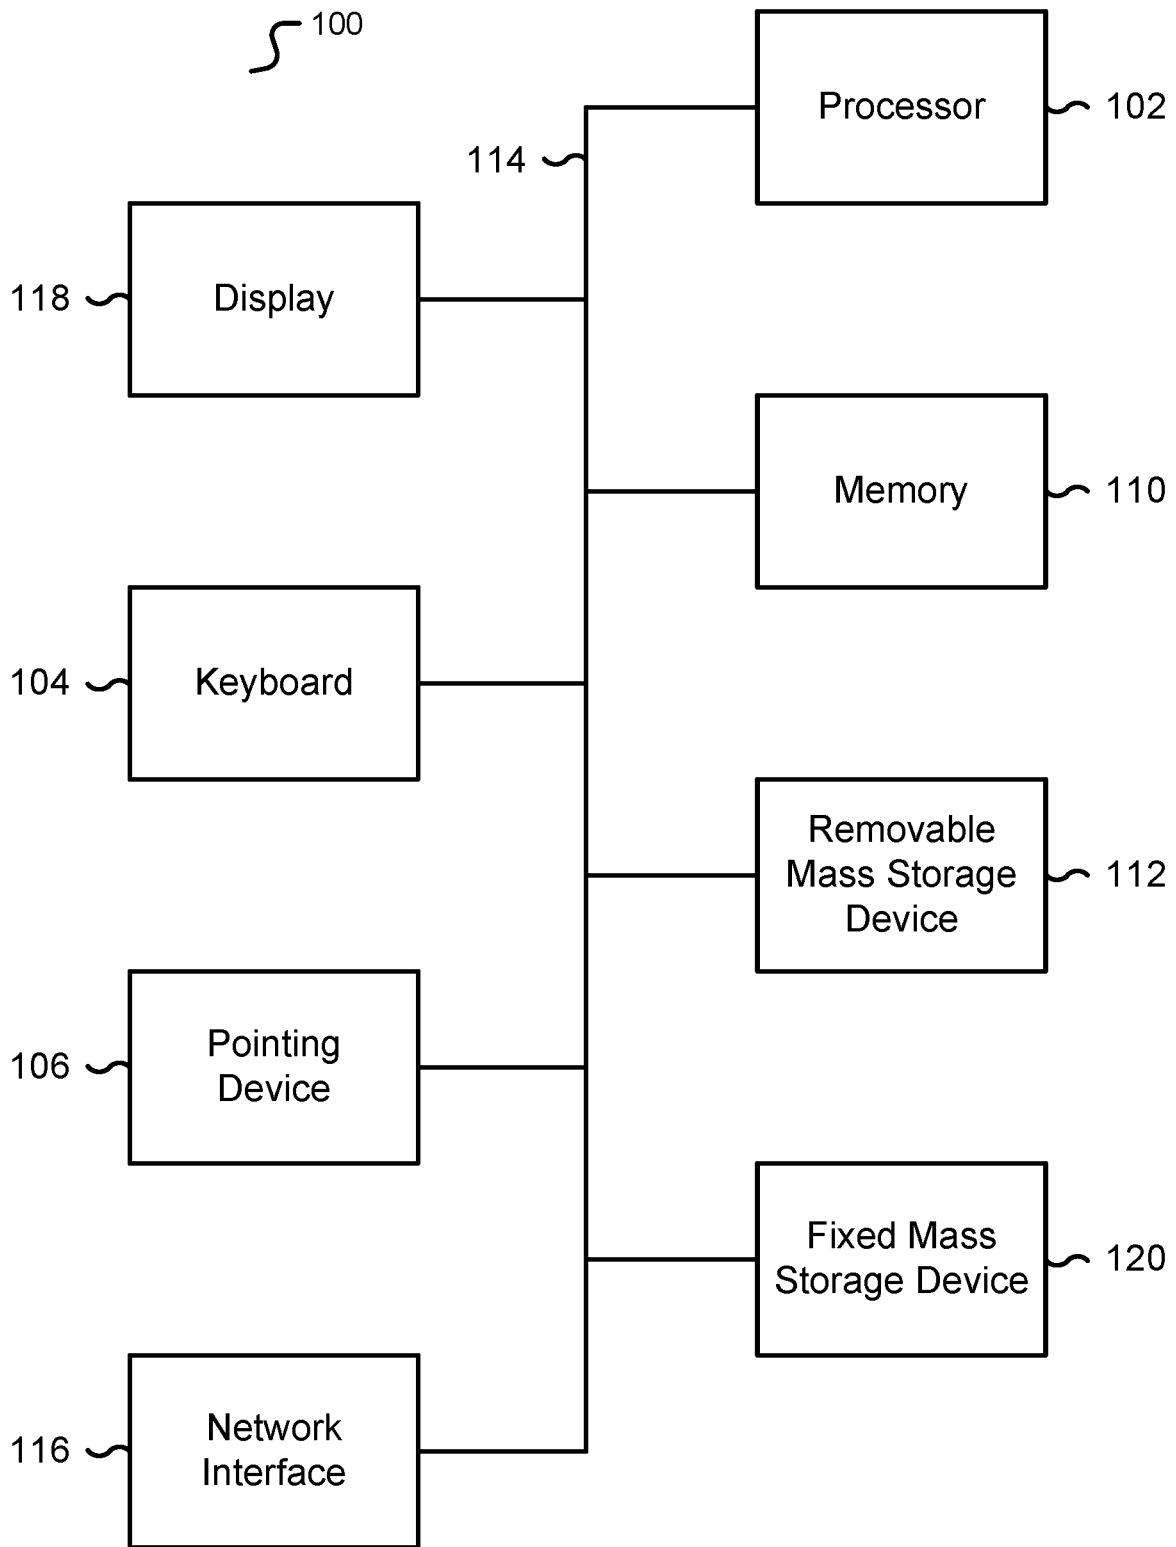 100
Processor
102
114
118
Display
Memory
110
104
Keyboard
Removable
Mass Storage
Device
112
106
Pointing
Device
Fixed Mass
Storage Device
120
116
Network
Interface